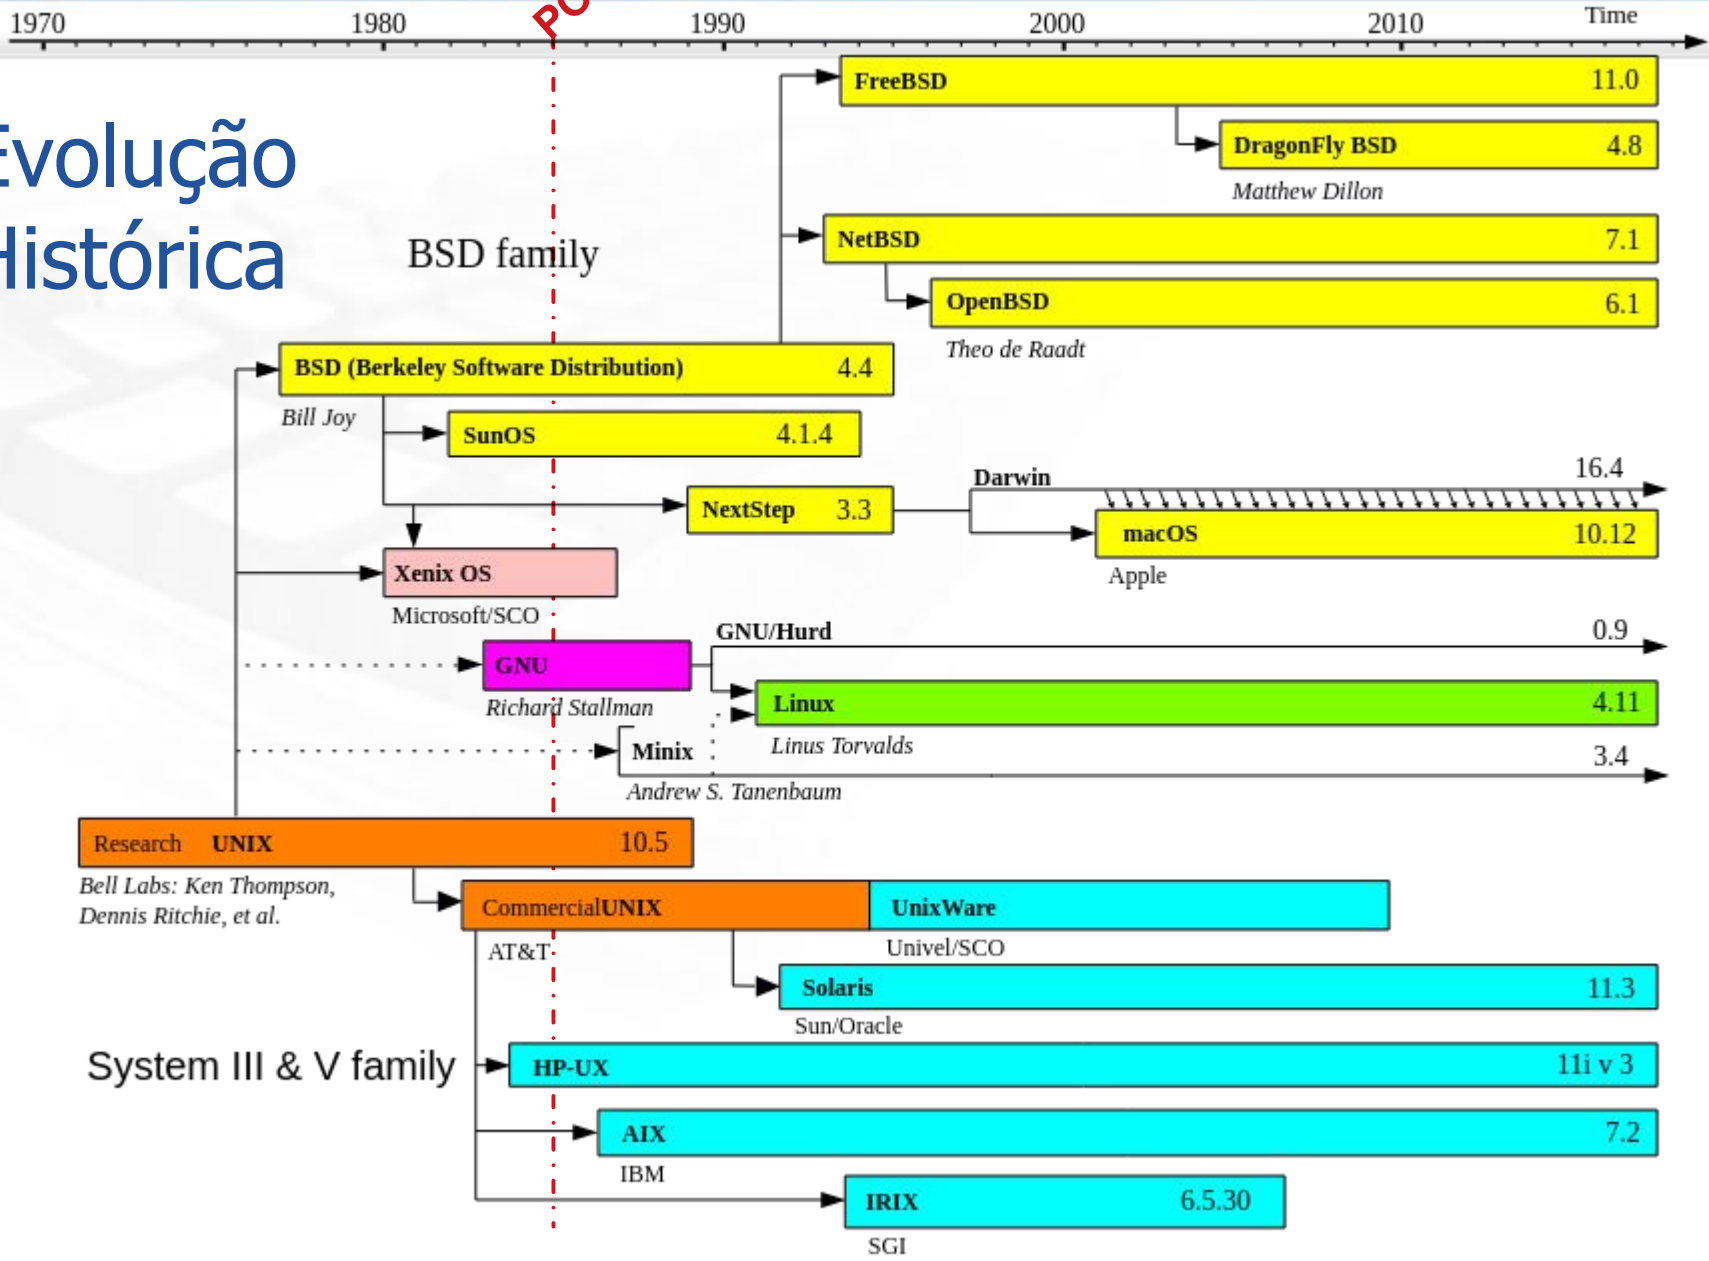 1970 1980 1990 2000 2010 Time
Evolução
Histórica
FreeBSD 11.0
DragonFly BSD 4.8
Matthew Dillon
BSD family
NetBSD 7.1
OpenBSD 6.1
Theo de Raadt
BSD (Berkeley Software Distribution) 4.4
Bill Joy
SunOS 4.1.4
Darwin 16.4
NextStep 3.3
macOS 10.12
Apple
Xenix OS
Microsoft/SCO
GNU/Hurd 0.9
GNU
Richard Stallman
Linux 4.11
Linus Torvalds
Minix 3.4
Andrew S. Tanenbaum
Research UNIX 10.5
Bell Labs: Ken Thompson,
Dennis Ritchie, et al.
CommercialUNIX UnixWare
AT&T Univel/SCO
Solaris 11.3
Sun/Oracle
System III & V family
HP-UX 11i v 3
AIX 7.2
IBM
IRIX 6.5.30
SGI